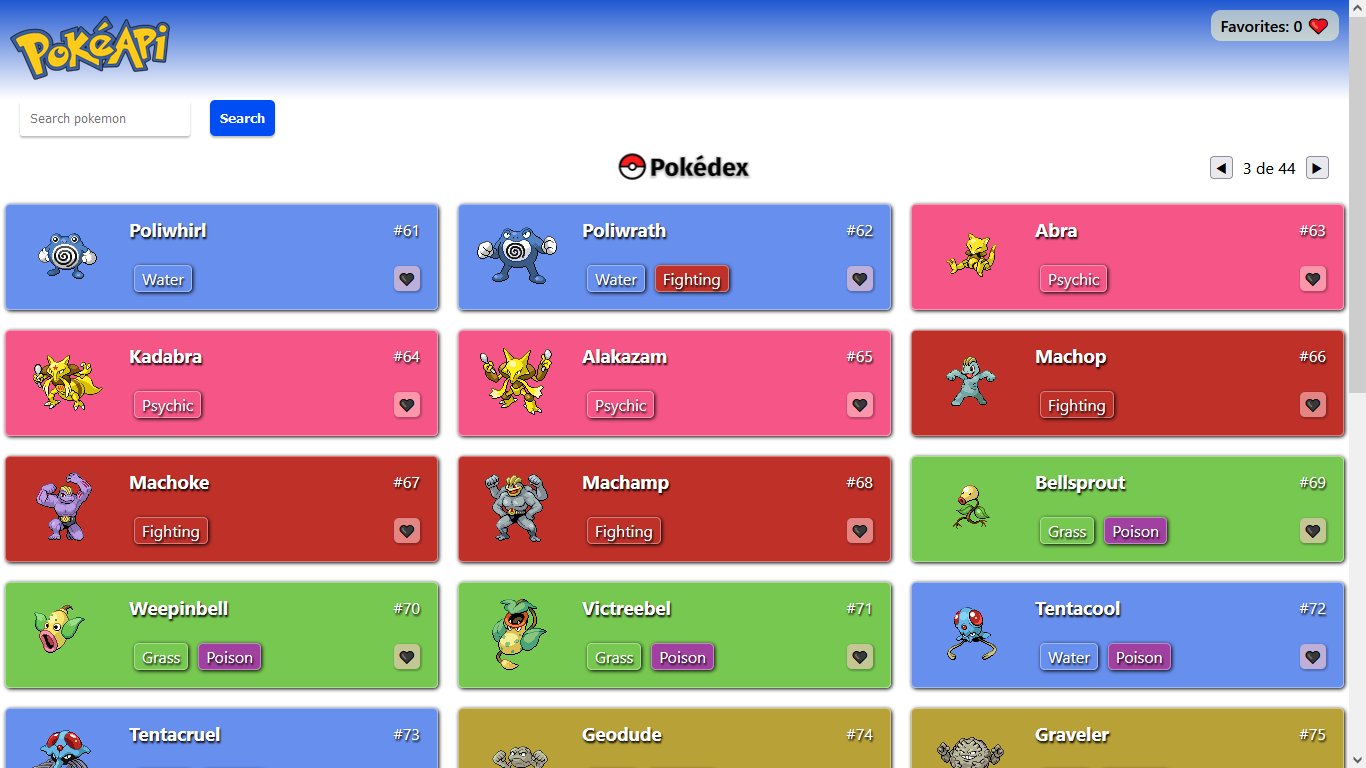 PokéAPi
Favorites: 0
Search pokemon
Search
Pokédex
3 de 44
Poliwhirl #61
Water
Poliwrath #62
Water Fighting
Abra #63
Psychic
Kadabra #64
Psychic
Alakazam #65
Psychic
Machop #66
Fighting
Machoke #67
Fighting
Machamp #68
Fighting
Bellsprout #69
Grass Poison
Weepinbell #70
Grass Poison
Victreebel #71
Grass Poison
Tentacool #72
Water Poison
Tentacruel #73
Geodude #74
Graveler #75